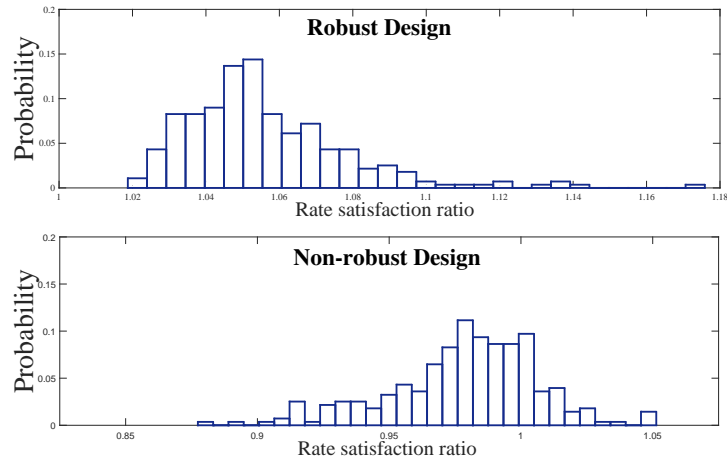 Robust Design
Probability
0.2
0.15
0.1
0.05
0
1 1.02 1.04 1.06 1.08 1.1 1.12 1.14 1.16 1.18
Rate satisfaction ratio
Non-robust Design
Probability
0.2
0.15
0.1
0.05
0
0.85 0.9 0.95 1 1.05
Rate satisfaction ratio